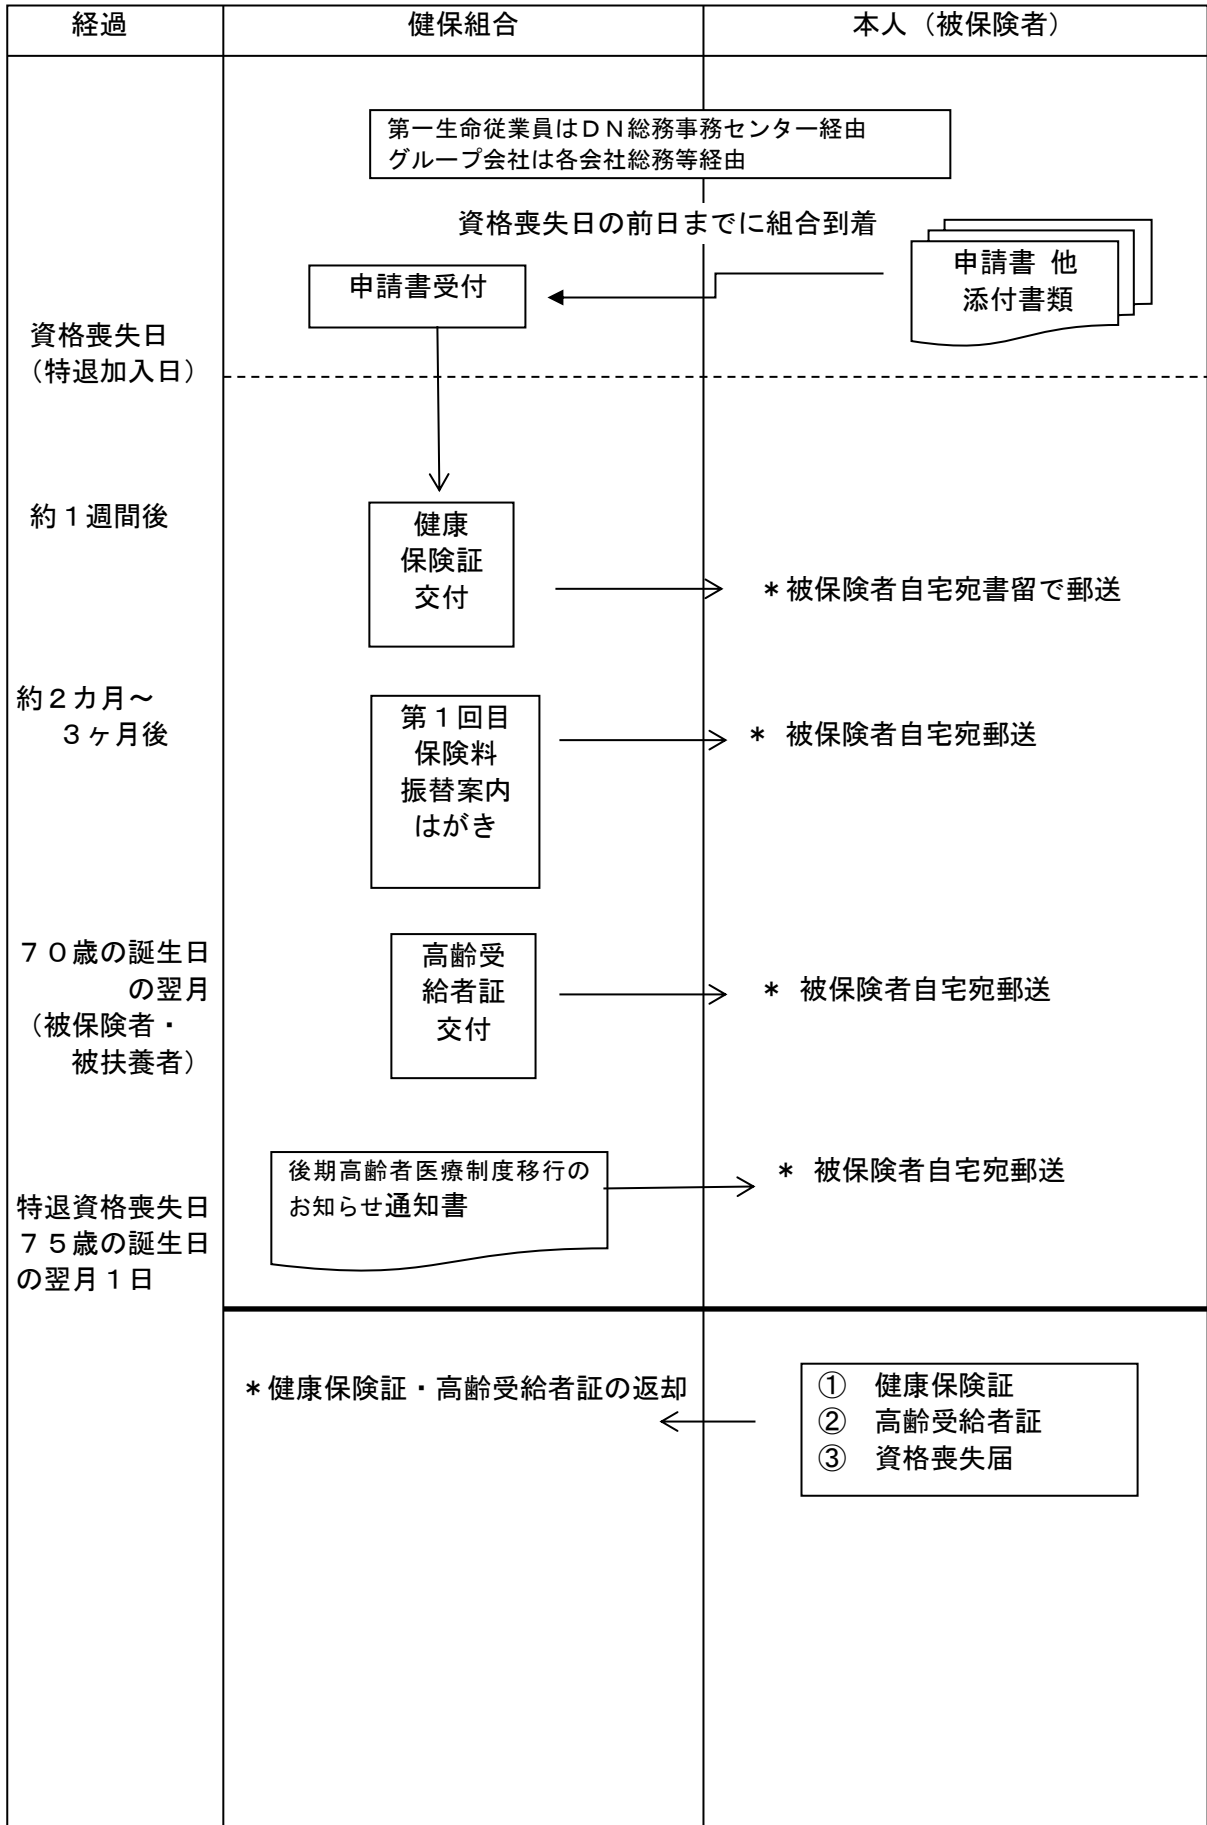 経過
健保組合
本人（被保険者）
第一生命従業員はＤＮ総務事務センター経由
グループ会社は各会社総務等経由
資格喪失日の前日までに組合到着
申請書 他
添付書類
申請書受付
資格喪失日
（特退加入日）
約１週間後
健康
保険証
交付
＊被保険者自宅宛書留で郵送
約２カ月～
３ヶ月後
第１回目
保険料
振替案内
はがき
＊ 被保険者自宅宛郵送
７０歳の誕生日
の翌月
（被保険者・
被扶養者）
高齢受
給者証
交付
＊ 被保険者自宅宛郵送
後期高齢者医療制度移行の
お知らせ通知書
＊ 被保険者自宅宛郵送
特退資格喪失日
７５歳の誕生日
の翌月１日
＊健康保険証・高齢受給者証の返却
① 健康保険証
② 高齢受給者証
③ 資格喪失届